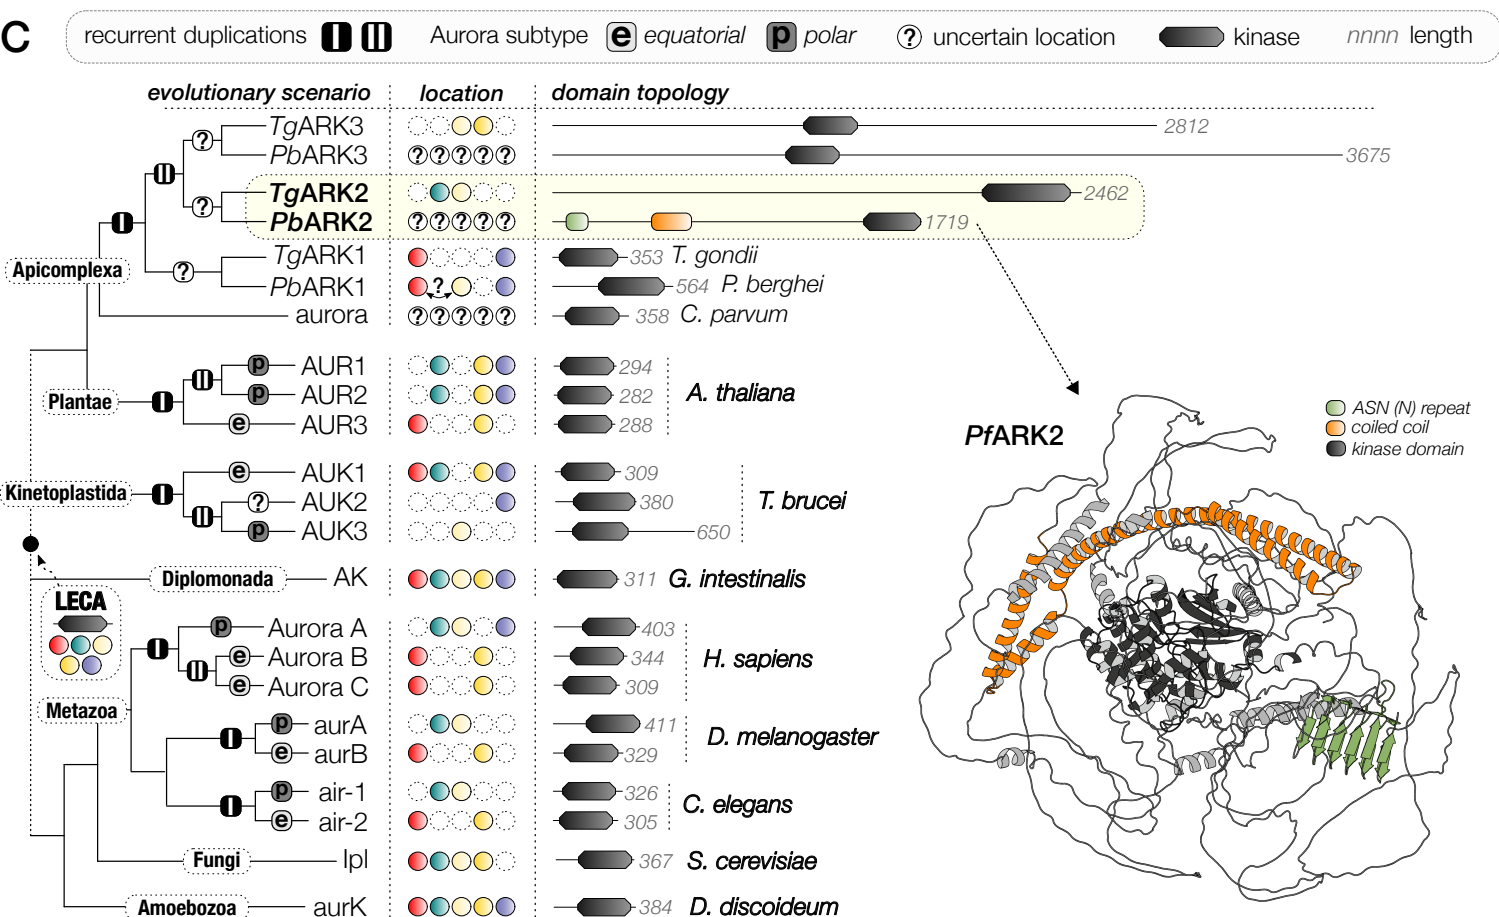 C
recurrent duplications I II Aurora subtype e equatorial p polar ? uncertain location kinase nnnn length
evolutionary scenario location domain topology
TgARK3 2812
? PbARK3 ? ? ? ? ? 3675
II
TgARK2 2462
? PbARK2 ? ? ? ? ? 1719
I
TgARK1 353 T. gondii
Apicomplexa ? PbARK1 ? 564 P. berghei
aurora ? ? ? ? ? 358 C. parvum
p AUR1 294
II
Plantae I p AUR2 282 A. thaliana
e AUR3 288
PfARK2
ASN (N) repeat
coiled coil
kinase domain
e AUK1 309
Kinetoplastida I ? AUK2 380 T. brucei
II p AUK3 650
Diplomonada AK 311 G. intestinalis
LECA
p Aurora A 403
I e Aurora B 344 H. sapiens
II e Aurora C 309
Metazoa
p aurA 411
I D. melanogaster
e aurB 329
p air-1 326
I C. elegans
e air-2 305
Fungi Ipl 367 S. cerevisiae
Amoebozoa aurK 384 D. discoideum